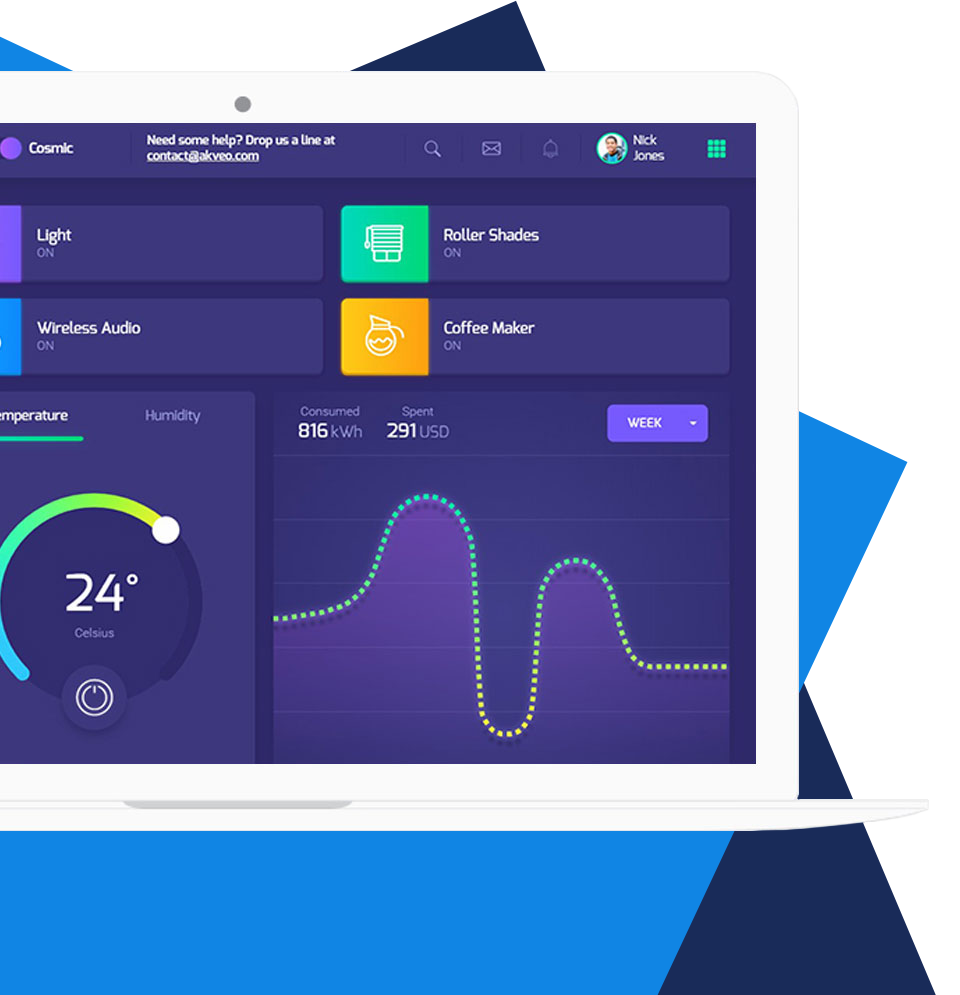 Cosmic
Need some help? Drop us a line at
contact@akveo.com
Nick
Jones
Light
ON
Roller Shades
ON
Wireless Audio
ON
Coffee Maker
ON
emperature
Humidity
Consumed
816 kWh
Spent
291 USD
WEEK
24°
Celsius